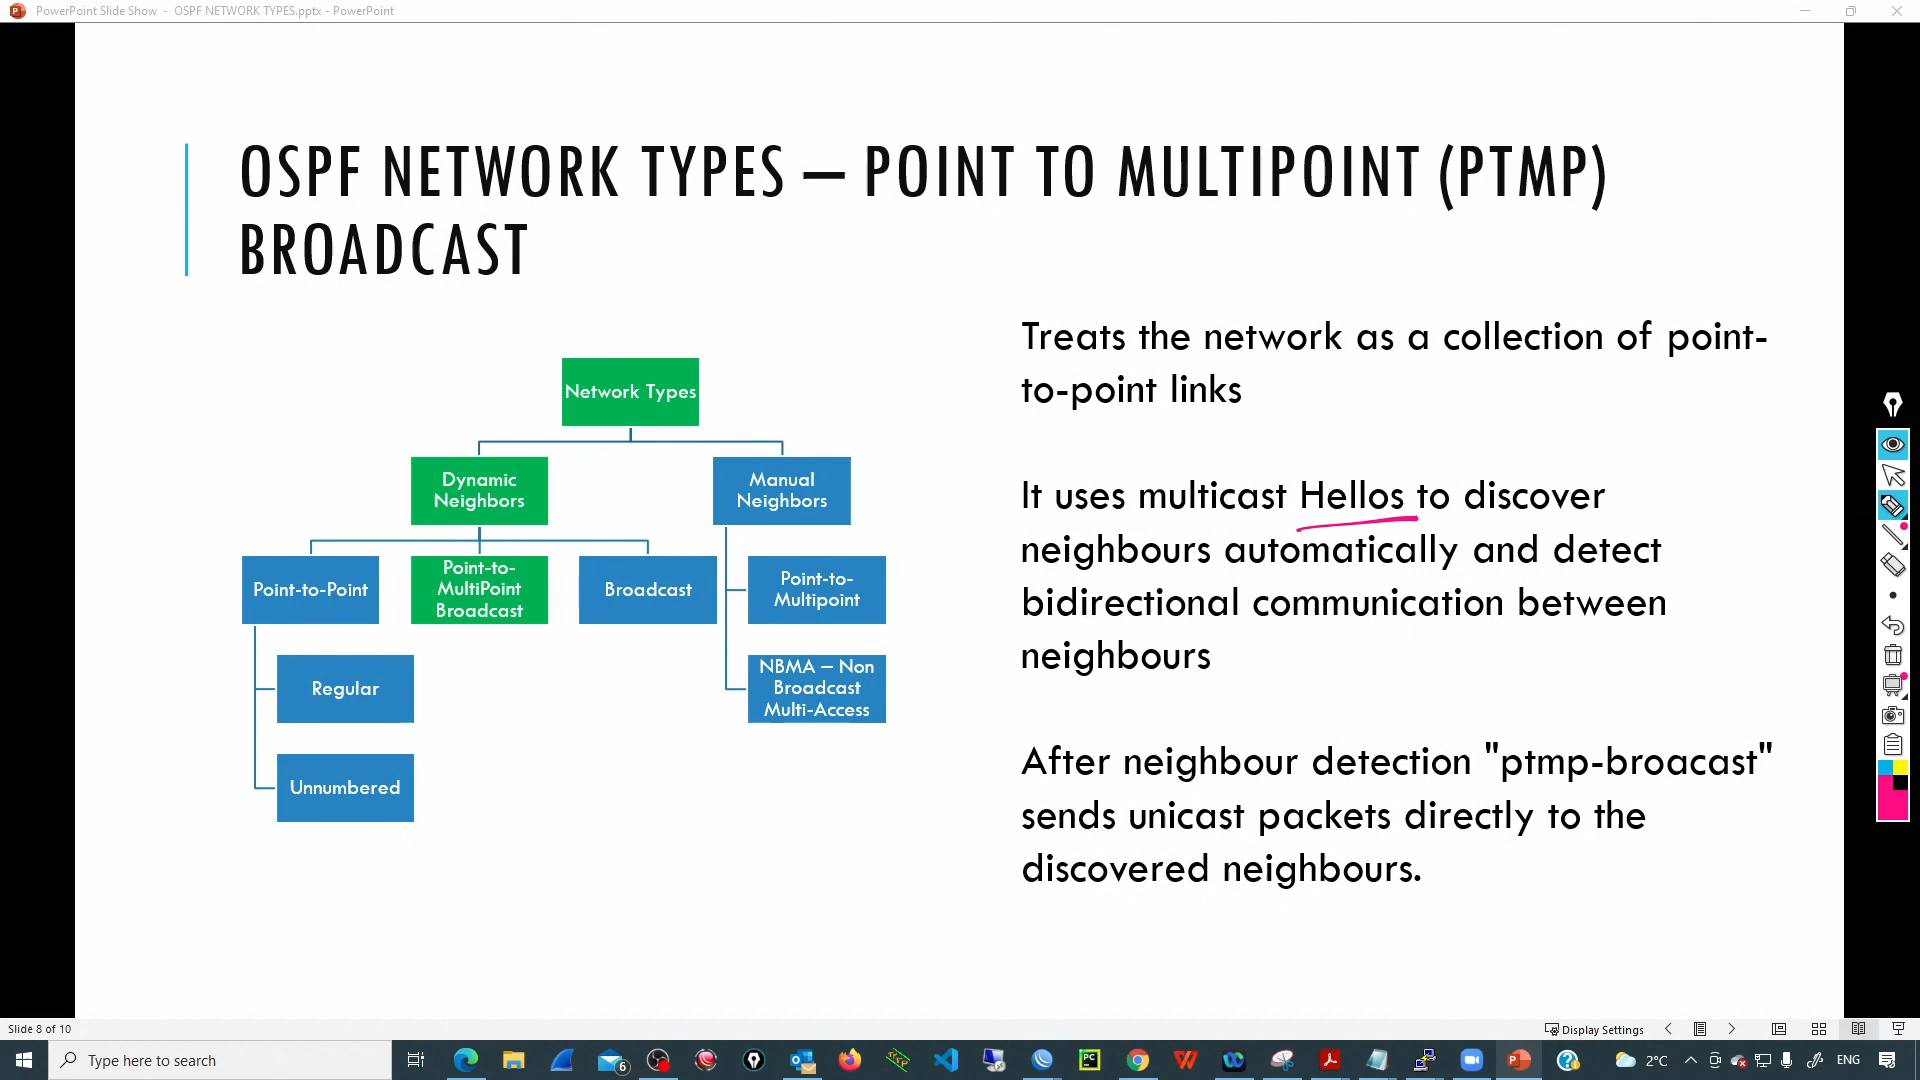 PowerPoint Slide Show - OSPF NETWORK TYPES.pptx - PowerPoint
OSPF NETWORK TYPES – POINT TO MULTIPOINT (PTMP)
BROADCAST
Network Types
Dynamic
Neighbors
Manual
Neighbors
Point-to-Point
Point-to-
MultiPoint
Broadcast
Broadcast
Point-to-
Multipoint
Regular
NBMA – Non
Broadcast
Multi-Access
Unnumbered
Treats the network as a collection of point-
to-point links
It uses multicast Hellos to discover
neighbours automatically and detect
bidirectional communication between
neighbours
After neighbour detection "ptmp-broacast"
sends unicast packets directly to the
discovered neighbours.
Slide 8 of 10
Display Settings
Type here to search
6
PC
2°C
ENG